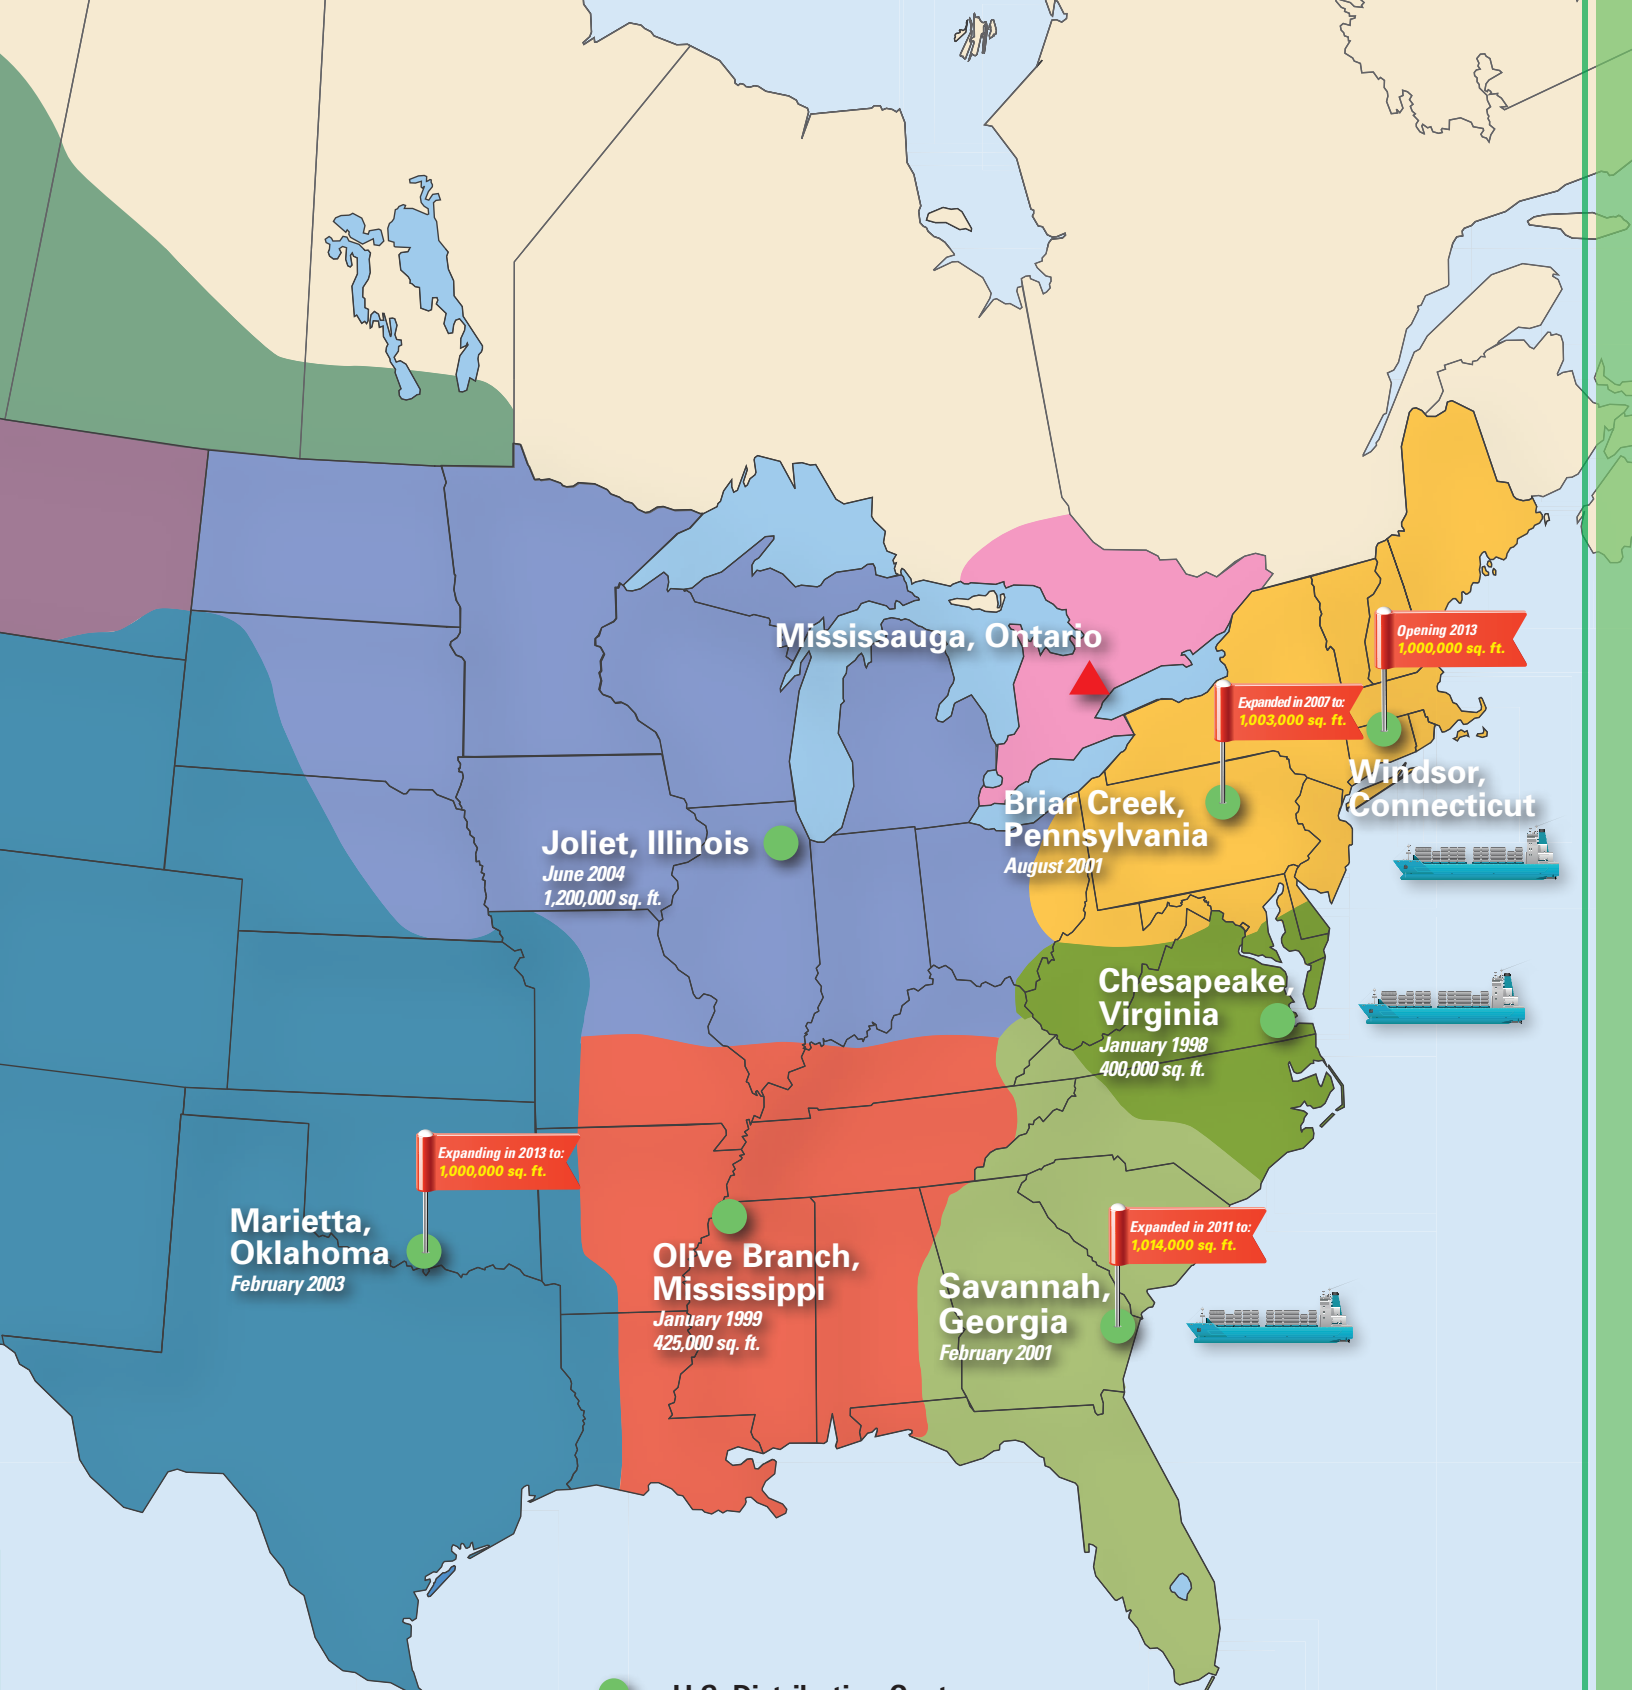 Mississauga, Ontario
Opening 2013
1,000,000 sq. ft.
Expanded in 2007 to:
1,003,000 sq. ft.
Windsor,
Connecticut
Briar Creek,
Pennsylvania
August 2001
Joliet, Illinois
June 2004
1,200,000 sq. ft.
Chesapeake,
Virginia
January 1998
400,000 sq. ft.
Expanding in 2013 to:
1,000,000 sq. ft.
Marietta,
Oklahoma
February 2003
Olive Branch,
Mississippi
January 1999
425,000 sq. ft.
Expanded in 2011 to:
1,014,000 sq. ft.
Savannah,
Georgia
February 2001
U.S. Distribution